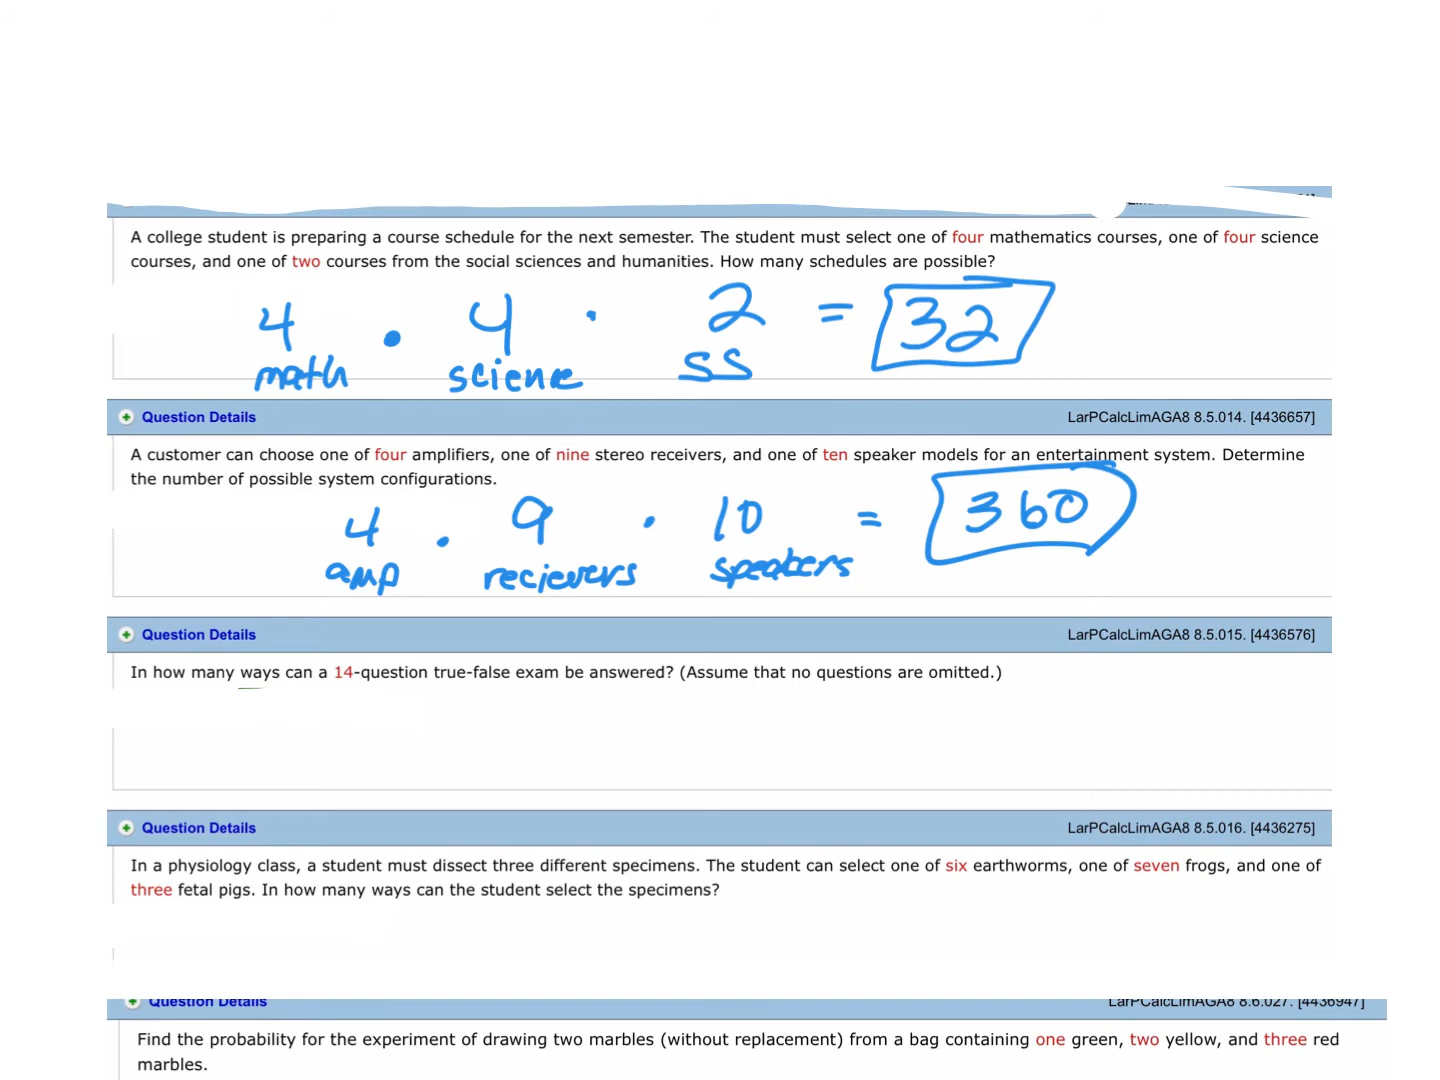 A college student is preparing a course schedule for the next semester. The student must select one of four mathematics courses, one of four science
courses, and one of two courses from the social sciences and humanities. How many schedules are possible?
4 • 4 · 2 = 32
math science SS
Question Details LarPCalcLimAGA8 8.5.014. [4436657]
A customer can choose one of four amplifiers, one of nine stereo receivers, and one of ten speaker models for an entertainment system. Determine
the number of possible system configurations.
4 . 9 · 10 = 360
amp recievers speakers
Question Details LarPCalcLimAGA8 8.5.015. [4436576]
In how many ways can a 14-question true-false exam be answered? (Assume that no questions are omitted.)
Question Details LarPCalcLimAGA8 8.5.016. [4436275]
In a physiology class, a student must dissect three different specimens. The student can select one of six earthworms, one of seven frogs, and one of
three fetal pigs. In how many ways can the student select the specimens?
Question Details LarPCalcLimAGA8 8.6.027. [4436947]
Find the probability for the experiment of drawing two marbles (without replacement) from a bag containing one green, two yellow, and three red
marbles.